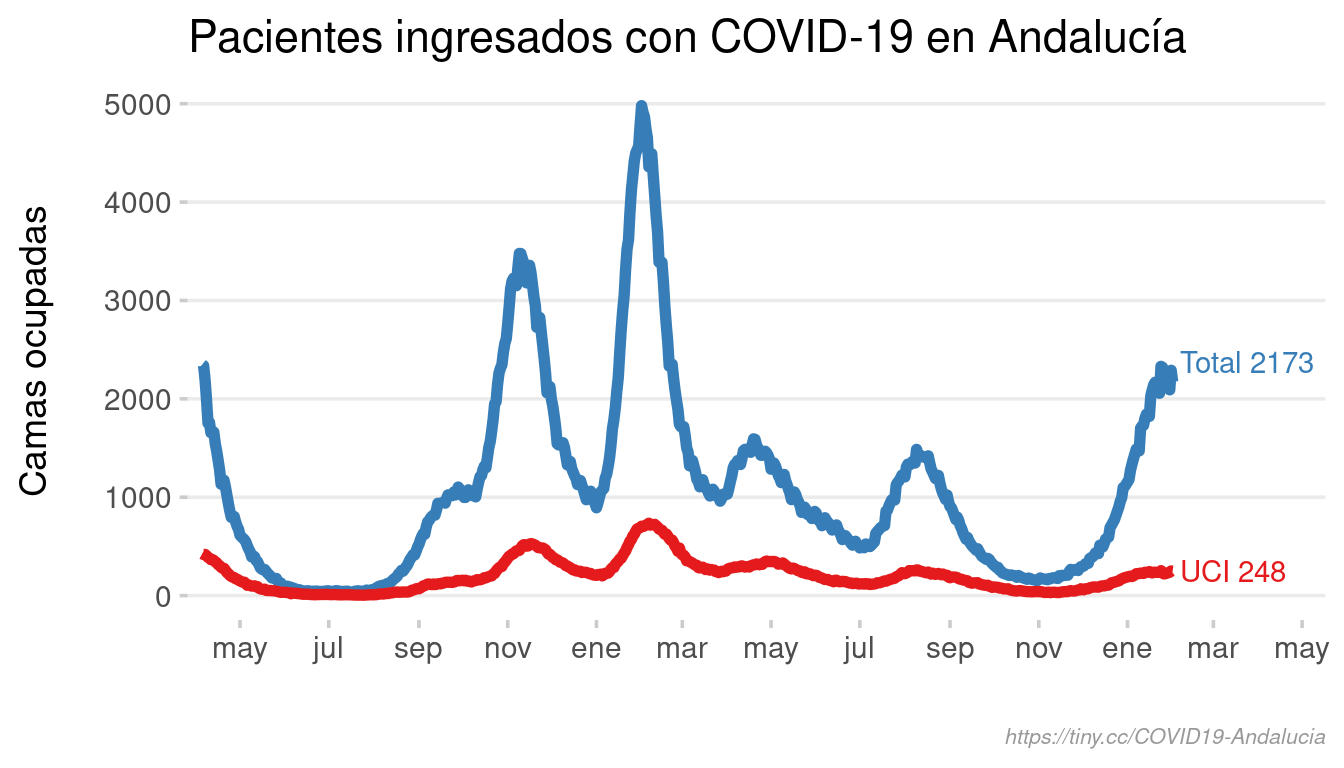 Pacientes ingresados con COVID-19 en Andalucía
Camas ocupadas
5000
4000
3000
2000
1000
0
Total 2173
UCI 248
may jul sep nov ene mar may jul sep nov ene mar may
https://tiny.cc/COVID19-Andalucia